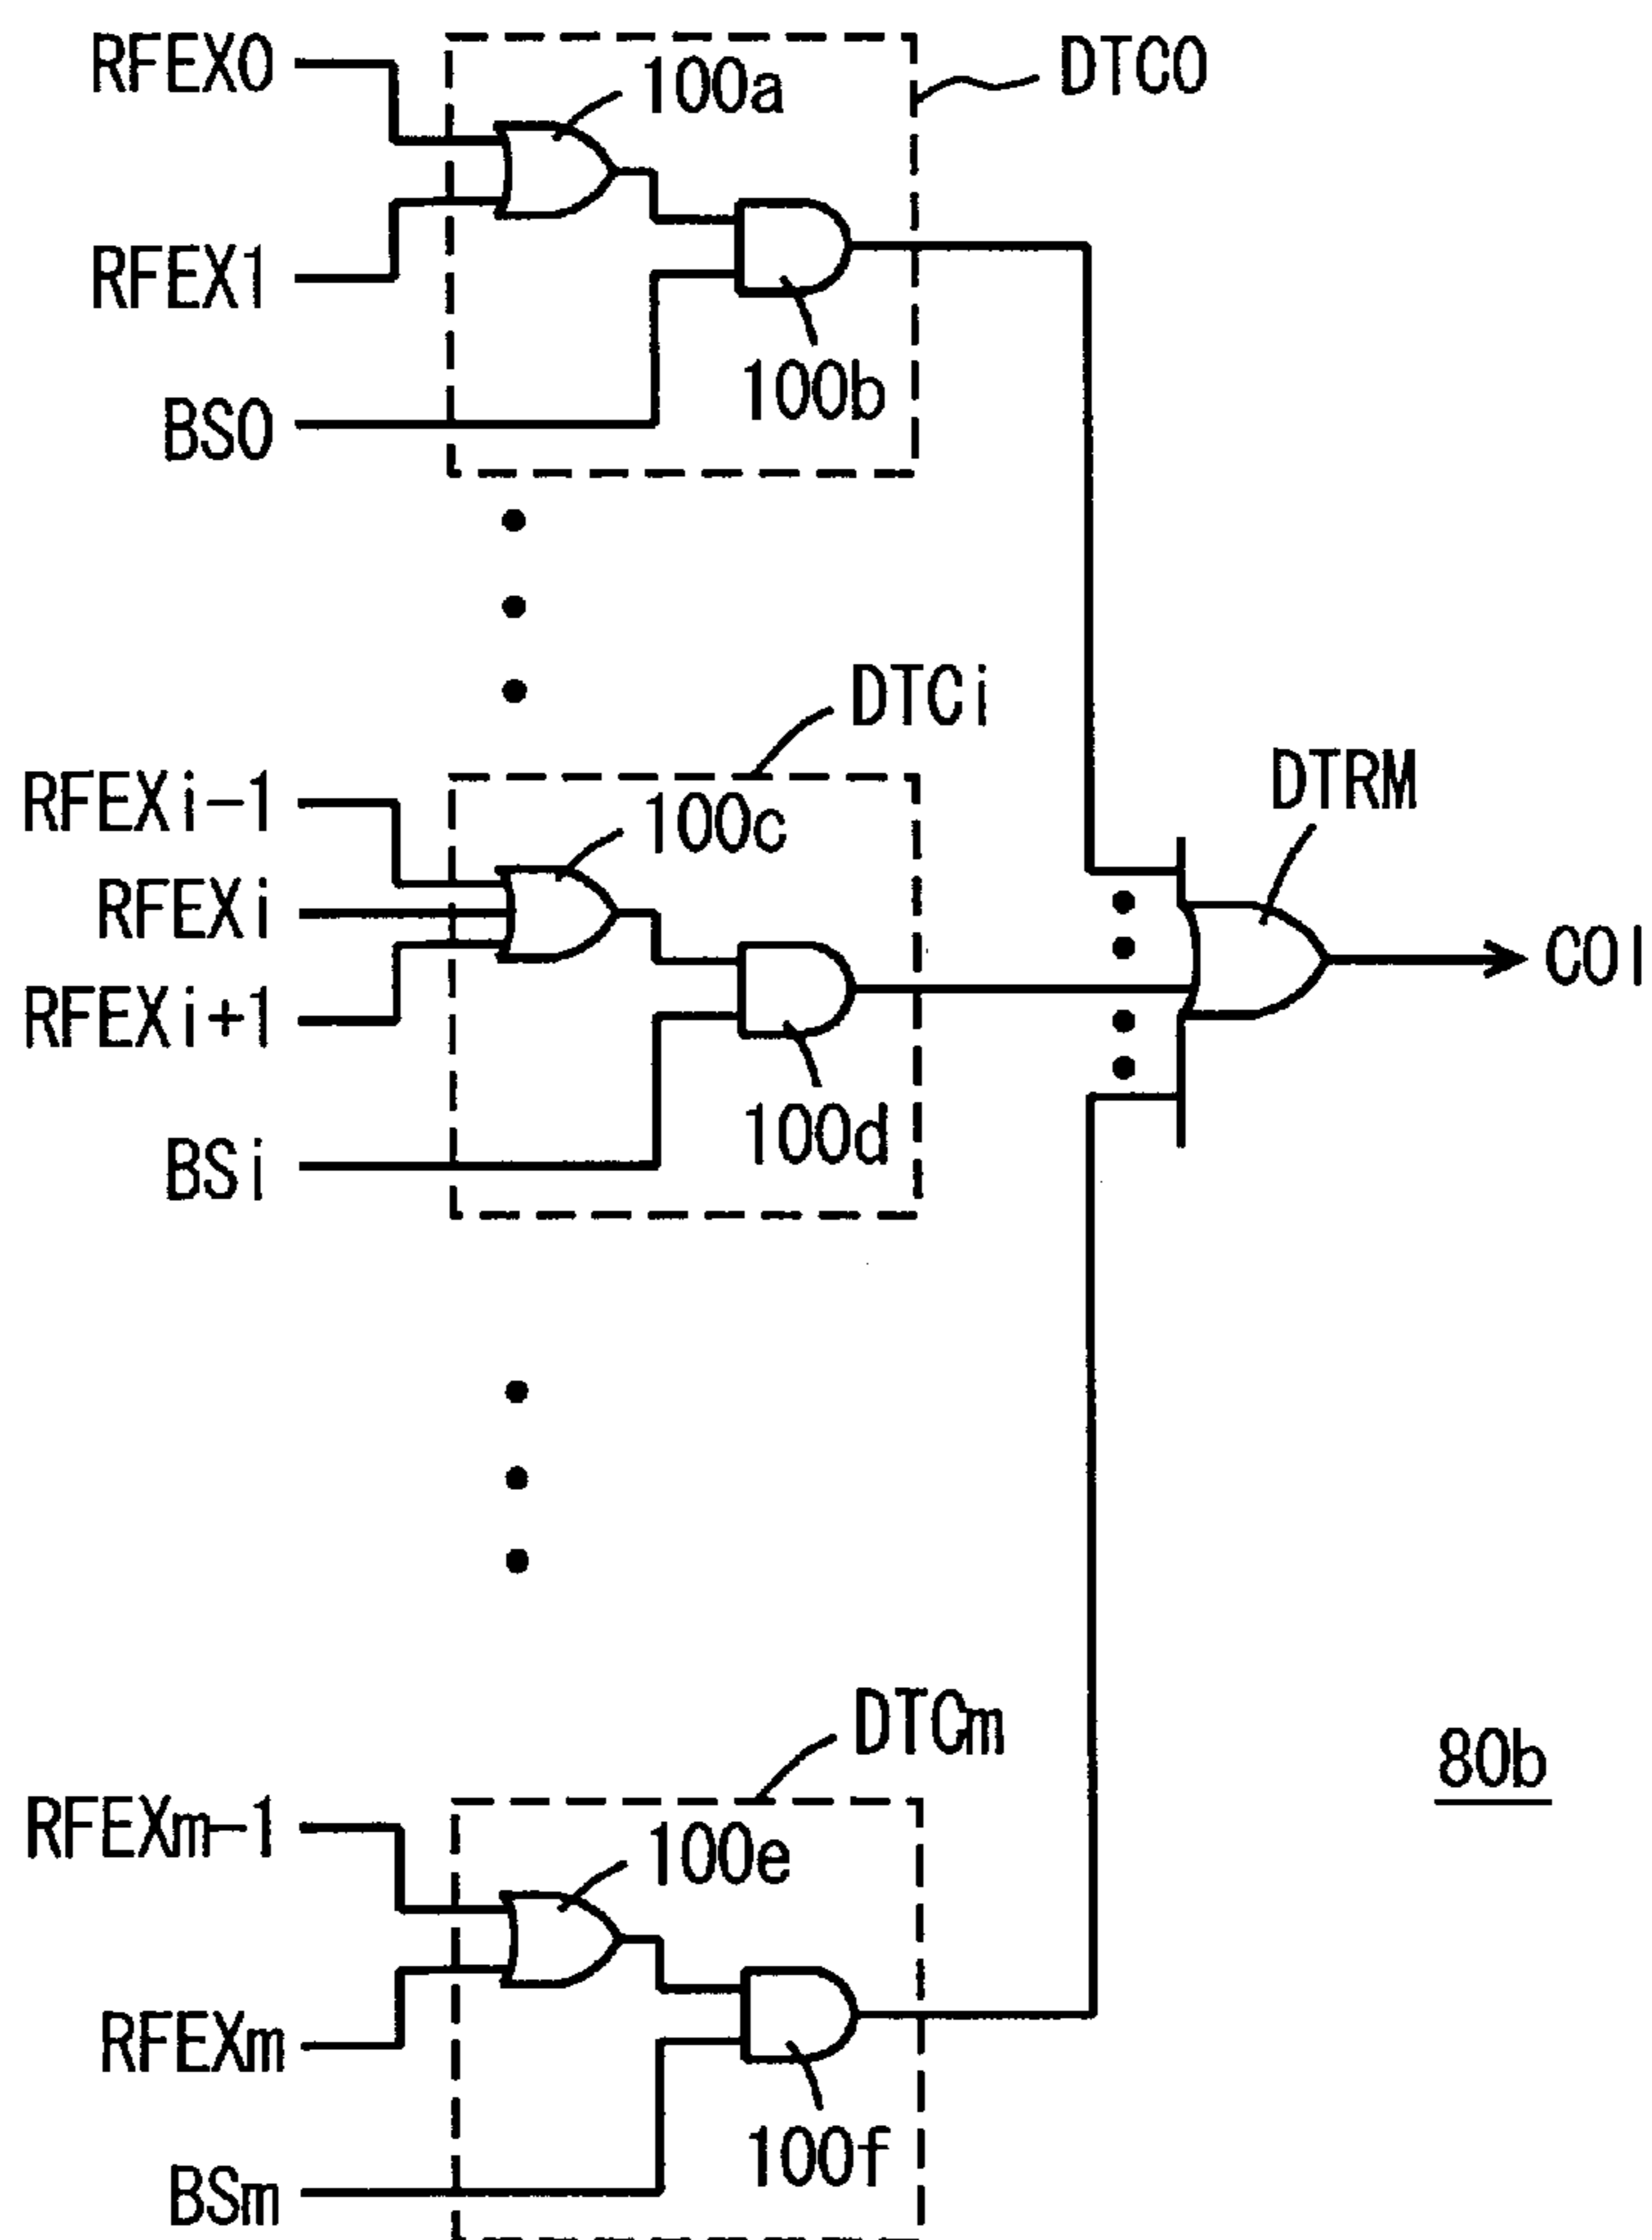 RFEX0
100a
DTC0
RFEX1
100b
BS0
DTCi
RFEXi-1
100c
DTRM
RFEXi
COI
RFEXi+1
100d
BSi
DTCm
80b
RFEXm-1
100e
RFEXm
100f
BSm